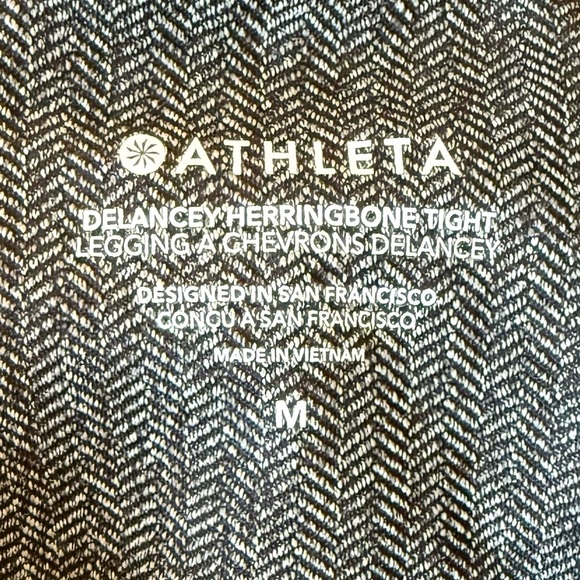 ATHLETA
DELANCEY HERRINGBONE TIGHT
LEGGING À CHEVRONS DELANCEY
DESIGNED IN SAN FRANCISCO
CONÇU À SAN FRANCISCO
MADE IN VIETNAM
M